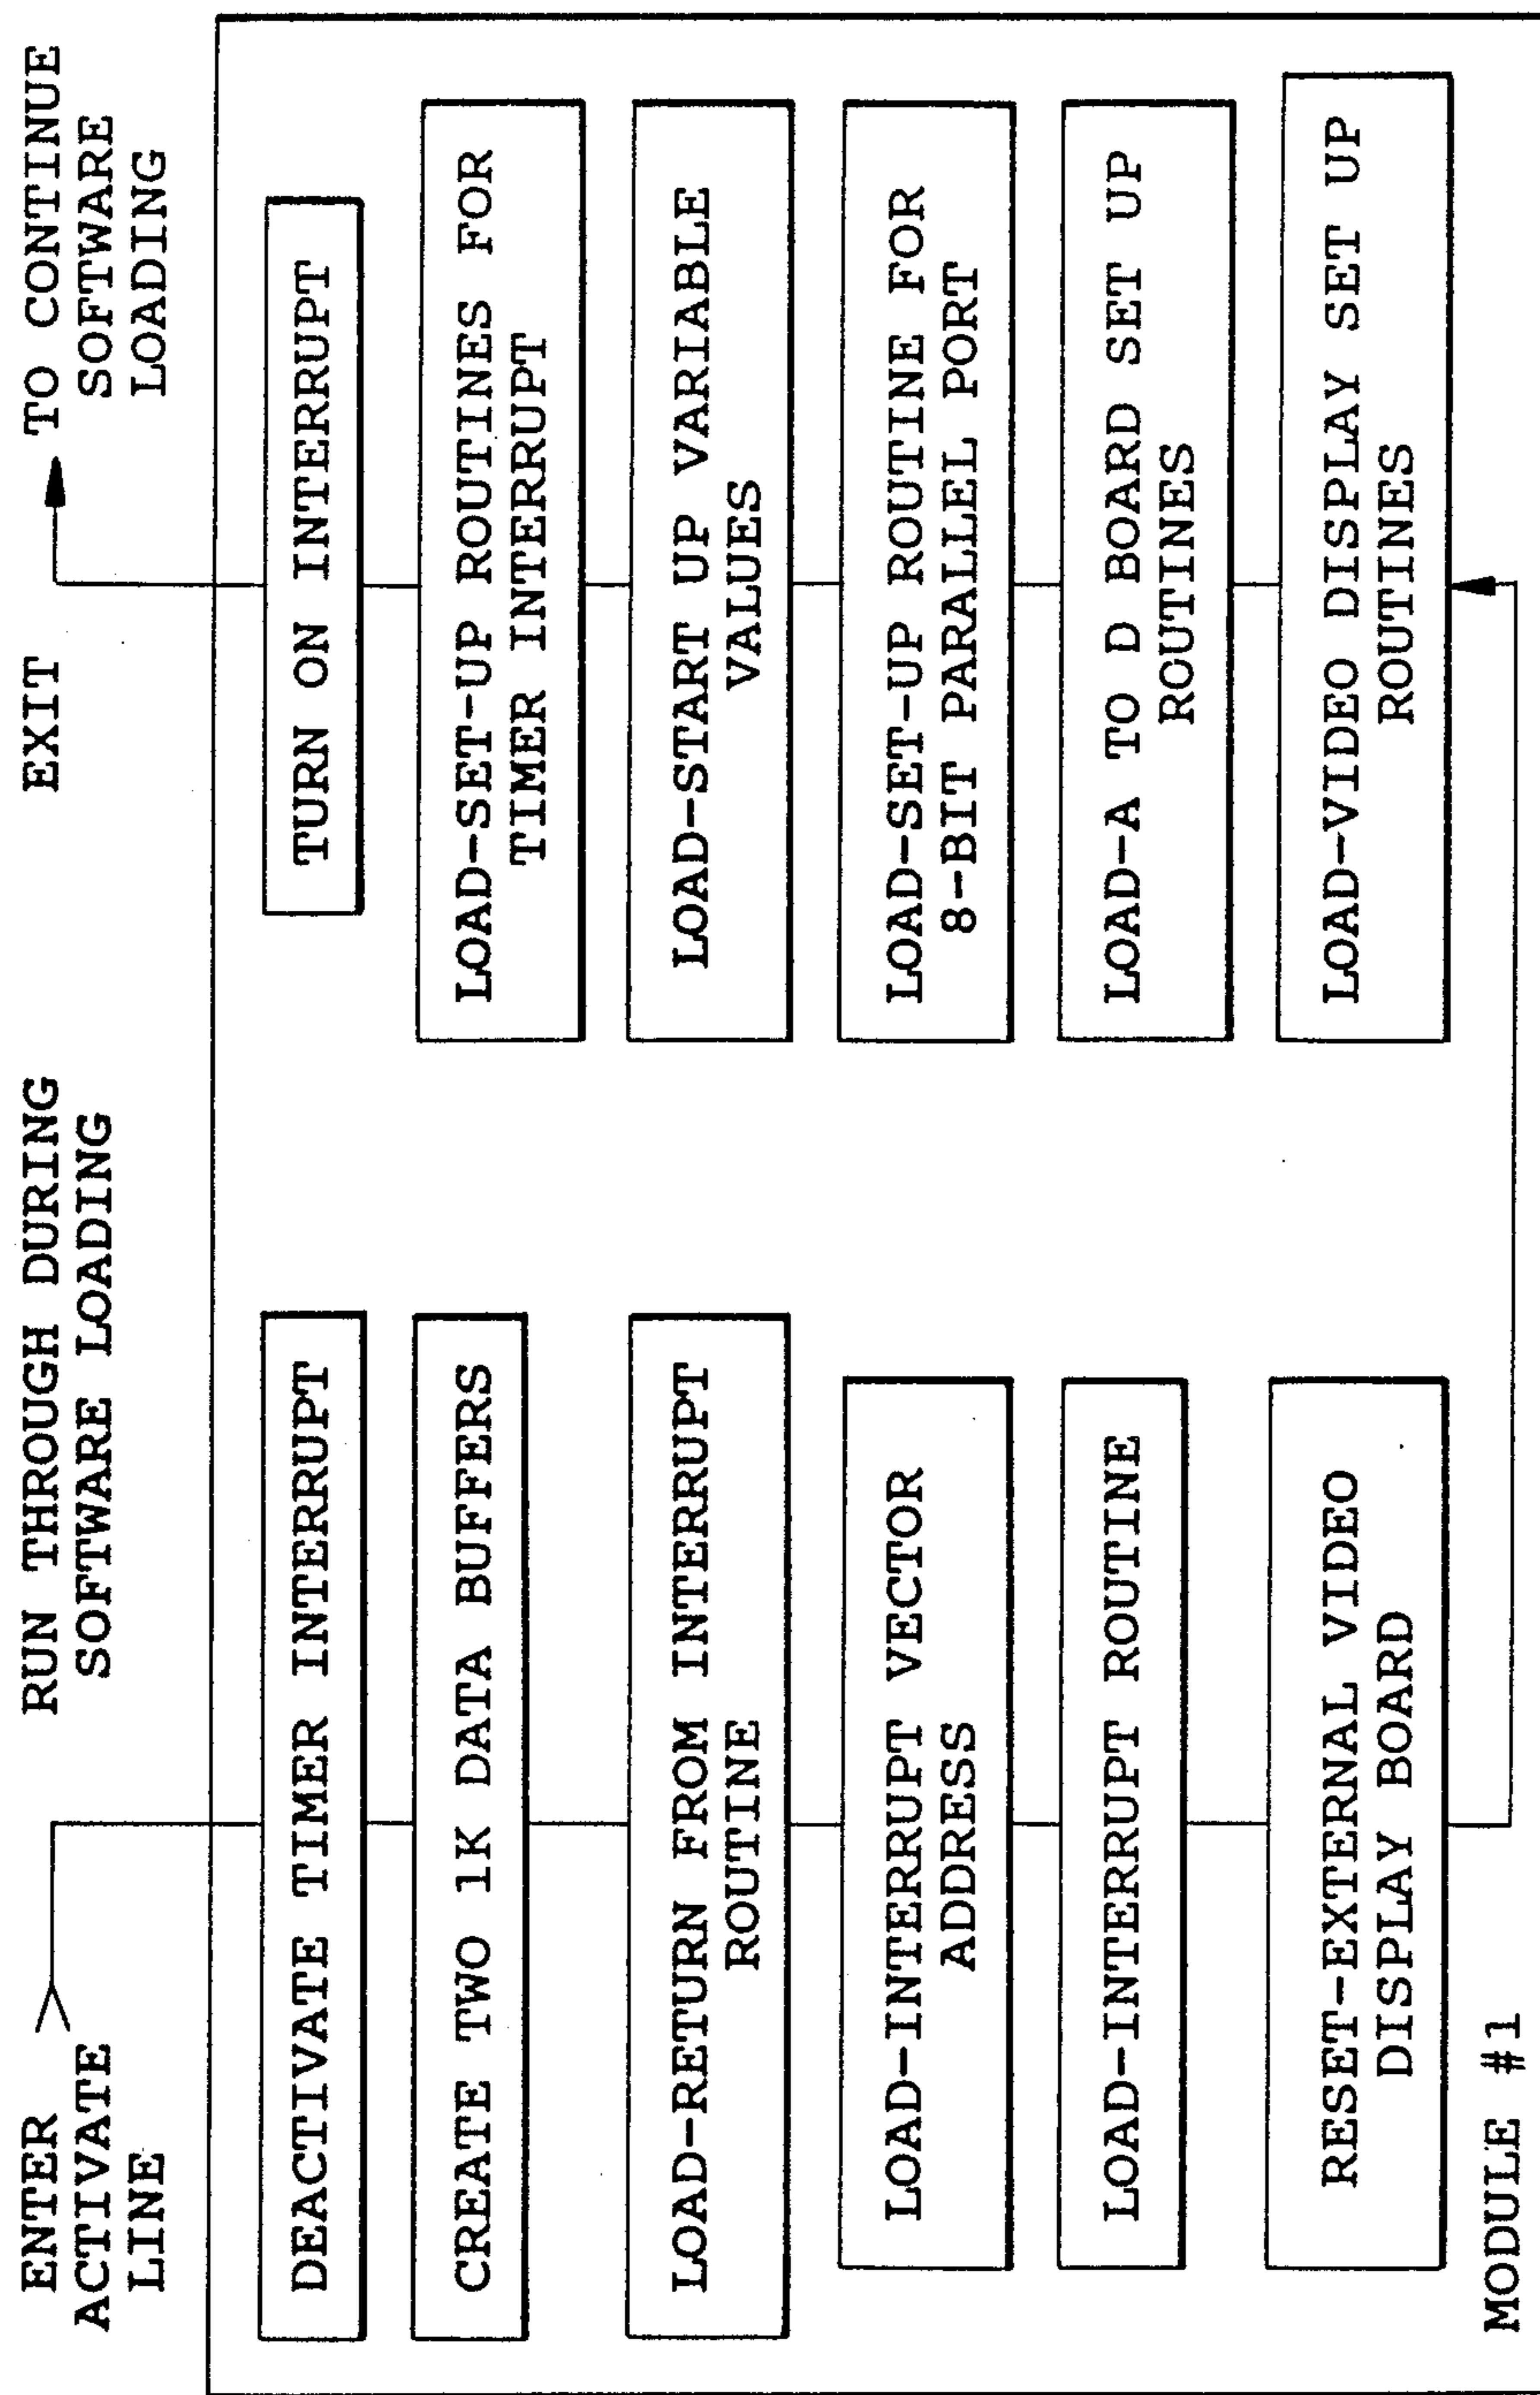 ENTER
ACTIVATE
LINE
RUN THROUGH DURING
SOFTWARE LOADING
EXIT
TO CONTINUE
SOFTWARE
LOADING
DEACTIVATE TIMER INTERRUPT
CREATE TWO 1K DATA BUFFERS
LOAD-RETURN FROM INTERRUPT
ROUTINE
LOAD-INTERRUPT VECTOR
ADDRESS
LOAD-INTERRUPT ROUTINE
RESET-EXTERNAL VIDEO
DISPLAY BOARD
TURN ON INTERRUPT
LOAD-SET-UP ROUTINES FOR
TIMER INTERRUPT
LOAD-START UP VARIABLE
VALUES
LOAD-SET-UP ROUTINE FOR
8-BIT PARALLEL PORT
LOAD-A TO D BOARD SET UP
ROUTINES
LOAD-VIDEO DISPLAY SET UP
ROUTINES
MODULE #1